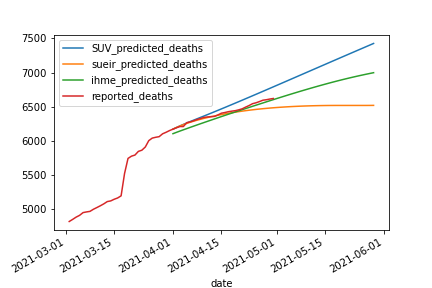 7500
7000
6500
6000
5500
5000
SUV_predicted_deaths
sueir_predicted_deaths
ihme_predicted_deaths
reported_deaths
2021-03-01
2021-03-15
2021-04-01
2021-04-15
2021-05-01
2021-05-15
2021-06-01
date